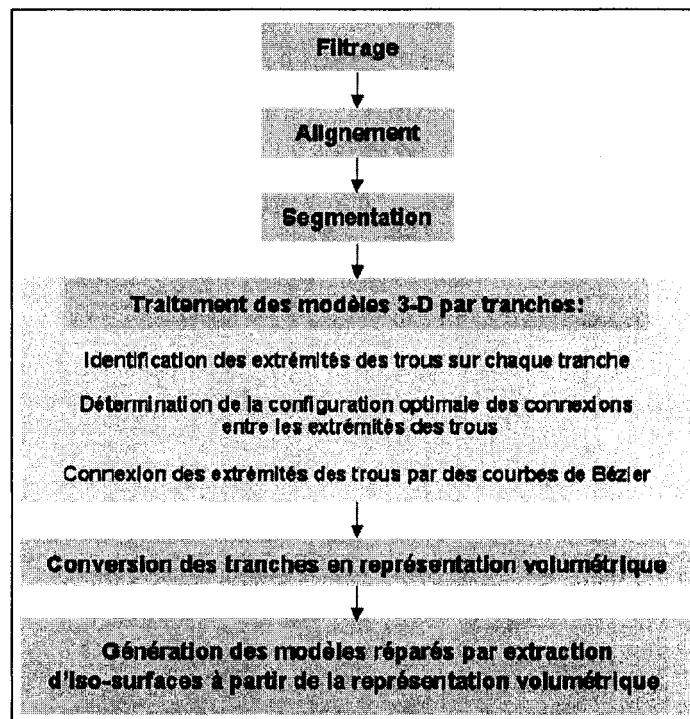 Filtrage
Alignement
Segmentation
Traitement des modèles 3-D par tranches:
Identification des extrémités des trous sur chaque tranche
Détermination de la configuration optimale des connexions
entre les extrémités des trous
Connexion des extrémités des trous par des courbes de Bézier
Conversion des tranches en représentation volumétrique
Génération des modèles réparés par extraction
d'iso-surfaces à partir de la représentation volumétrique